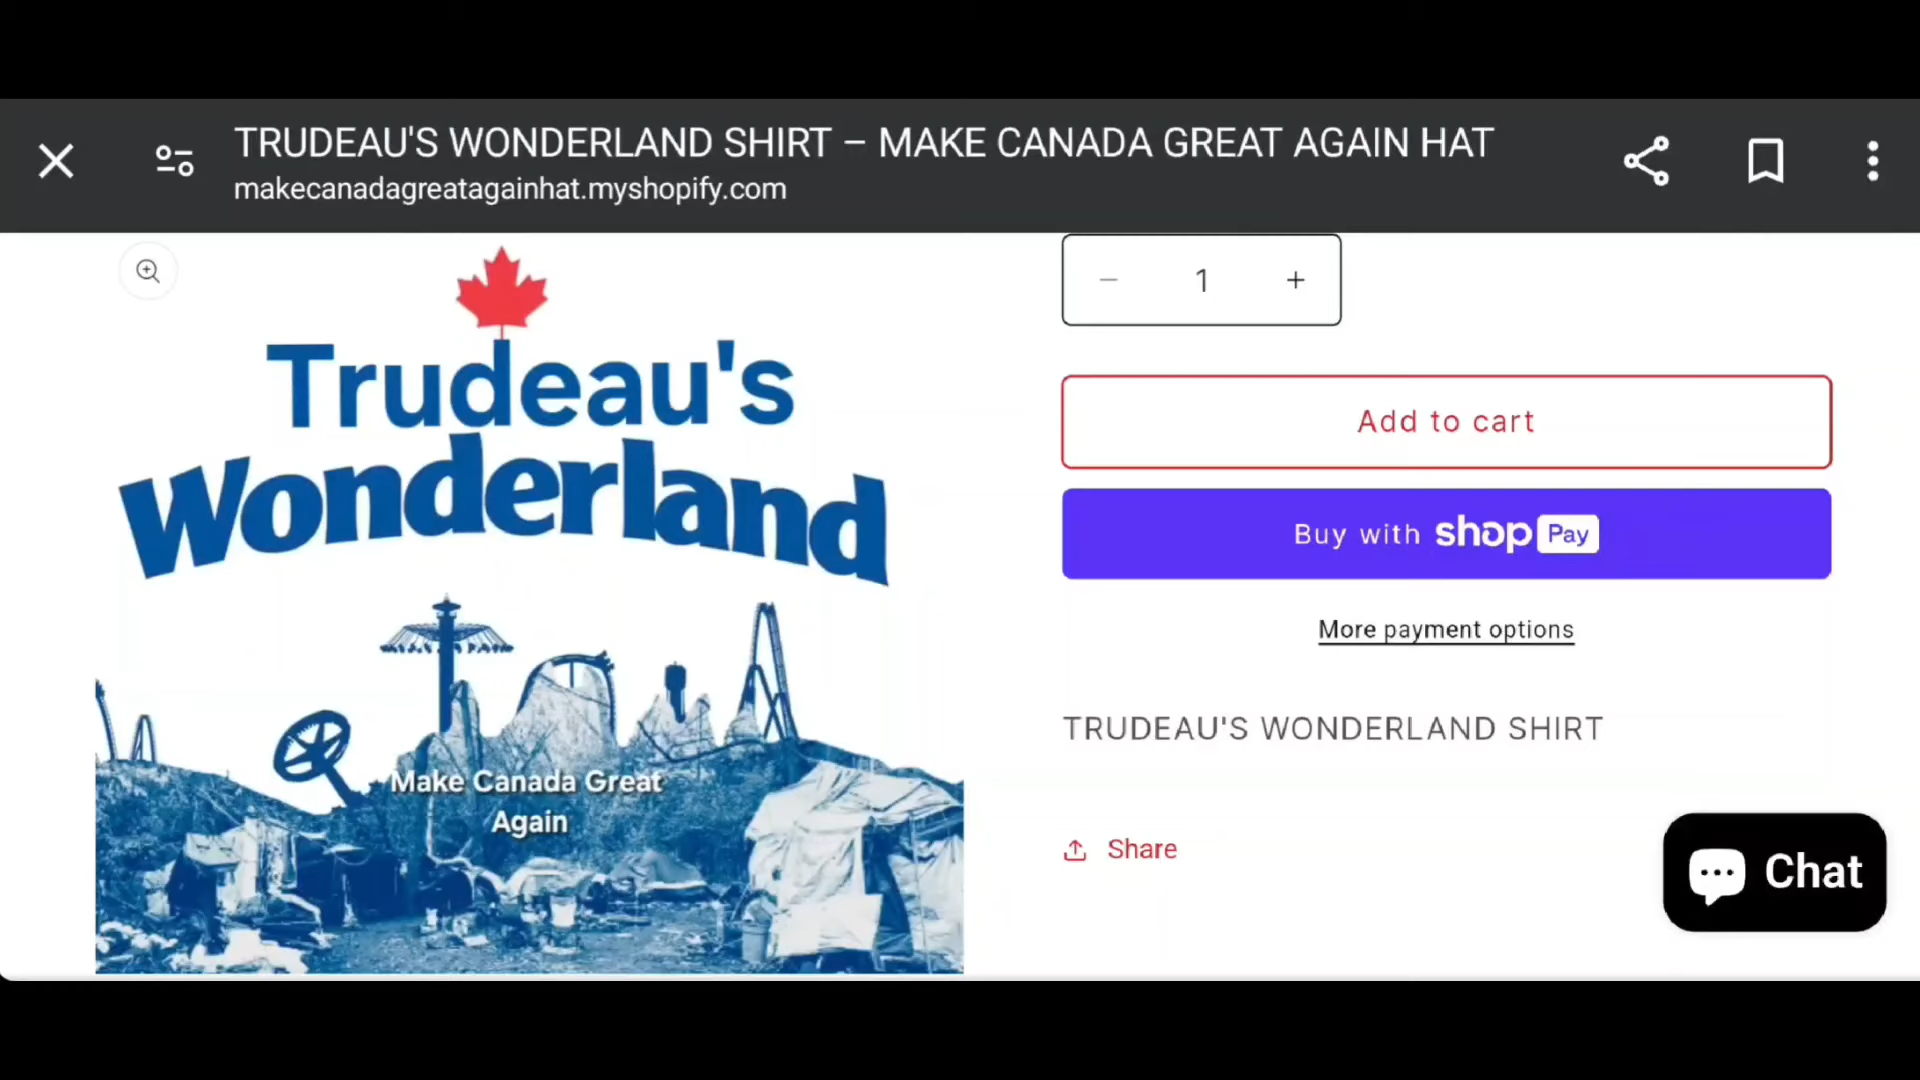 TRUDEAU'S WONDERLAND SHIRT – MAKE CANADA GREAT AGAIN HAT
makecanadagreatagainhat.myshopify.com
Trudeau's
Wonderland
Make Canada Great
Again
1
Add to cart
Buy with shop Pay
More payment options
TRUDEAU'S WONDERLAND SHIRT
Share
Chat